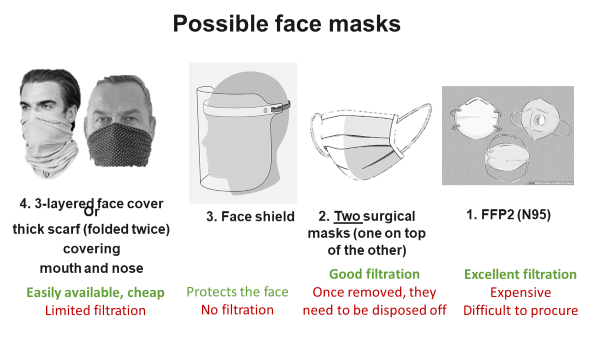 Possible face masks
4. 3-layered face cover
Or
thick scarf (folded twice)
covering
mouth and nose
Easily available, cheap
Limited filtration
3. Face shield
Protects the face
No filtration
2. Two surgical
masks (one on top
of the other)
Good filtration
Once removed, they
need to be disposed off
1. FFP2 (N95)
Excellent filtration
Expensive
Difficult to procure